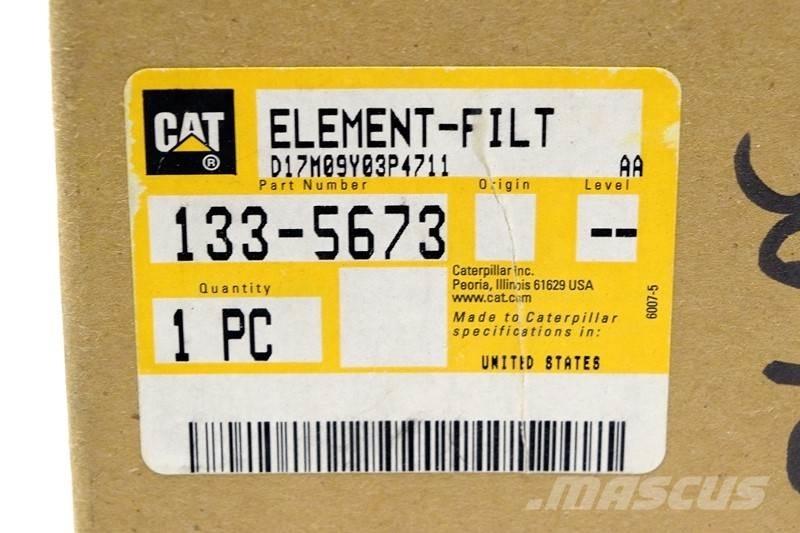 CAT
®
ELEMENT-FILT
D17M09Y03P4711 AA
Part Number Origin Level
133-5673 --
Quantity
1 PC
Caterpillar Inc.
Peoria, Illinois 61629 USA
www.cat.com
Made to Caterpillar
specifications in:
UNITED STATES
6007-5
.MASCUS